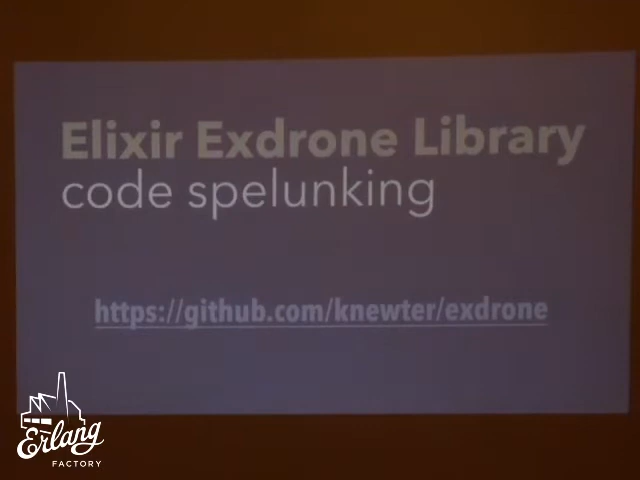 Elixir Exdrone Library
code spelunking
https://github.com/knewter/exdrone
Erlang
FACTORY